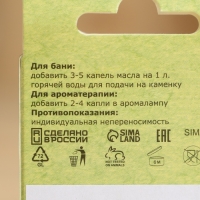 Для бани:
добавить 3-5 капель масла на 1 л.
горячей воды для подачи на каменку
Для ароматерапии:
добавить 2-4 капли в аромалампу
Противопоказания:
индивидуальная непереносимость
СДЕЛАНО В РОССИИ SIMA LAND EAC SIM